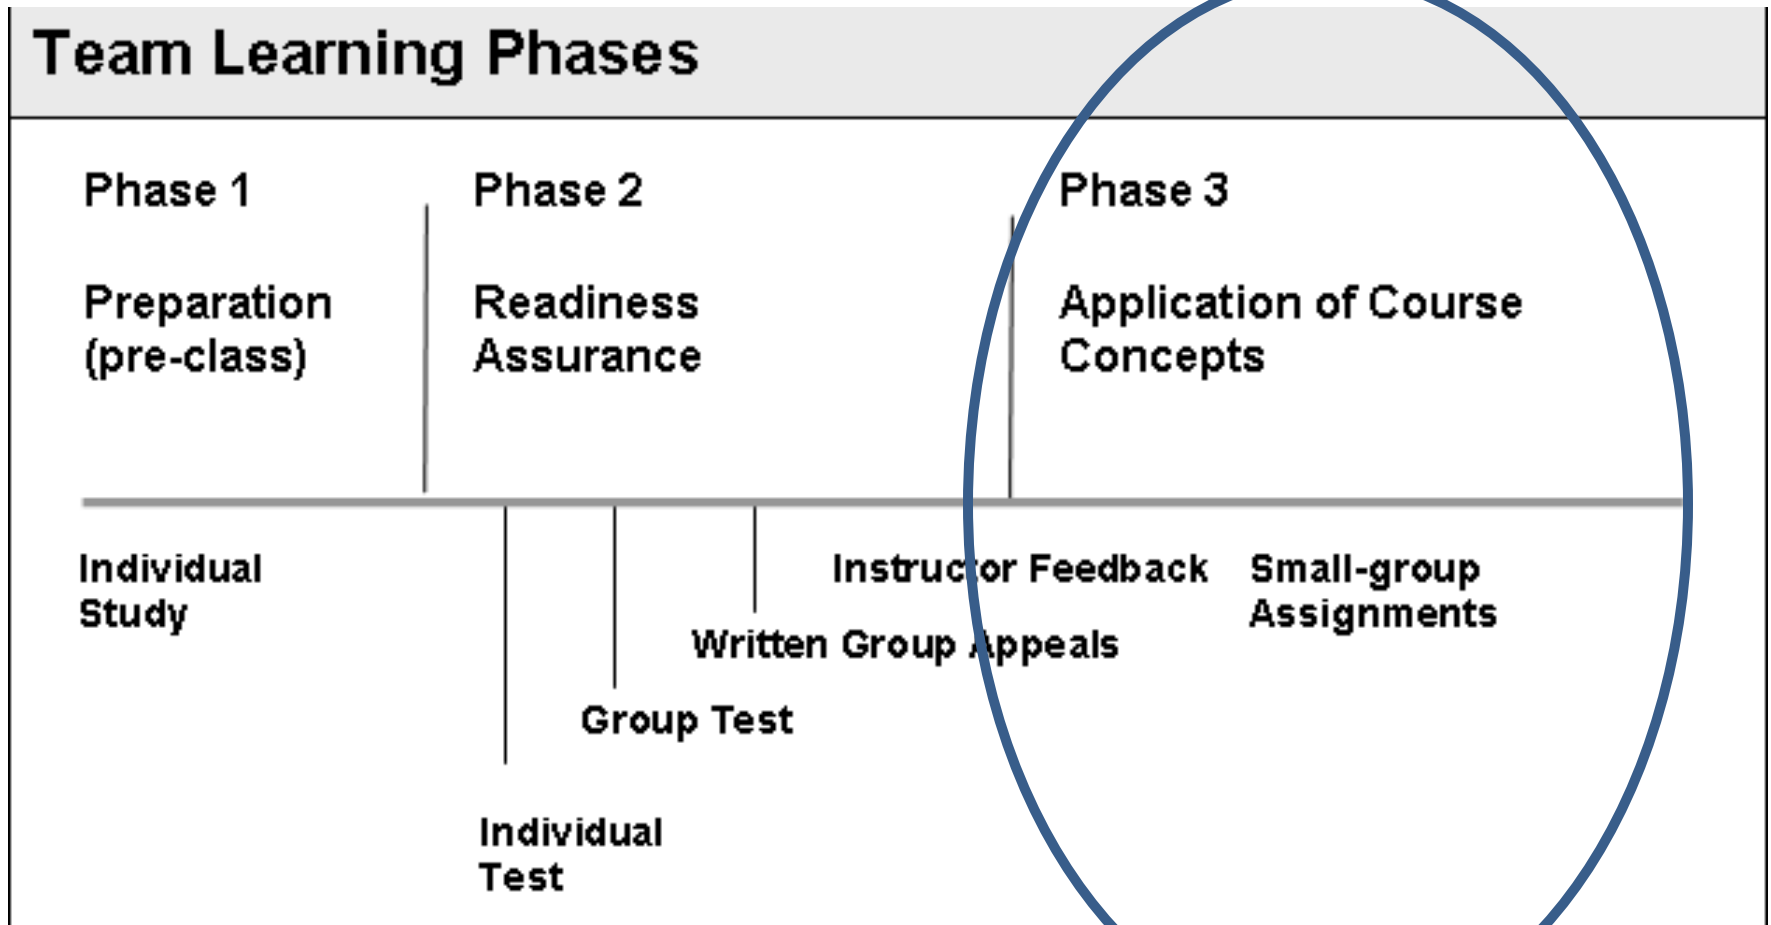 Team Learning Phases
Phase 1
Preparation
(pre-class)
Phase 2
Readiness
Assurance
Phase 3
Application of Course
Concepts
Individual
Study
Individual
Test
Group Test
Written Group Appeals
Instructor Feedback
Small-group
Assignments